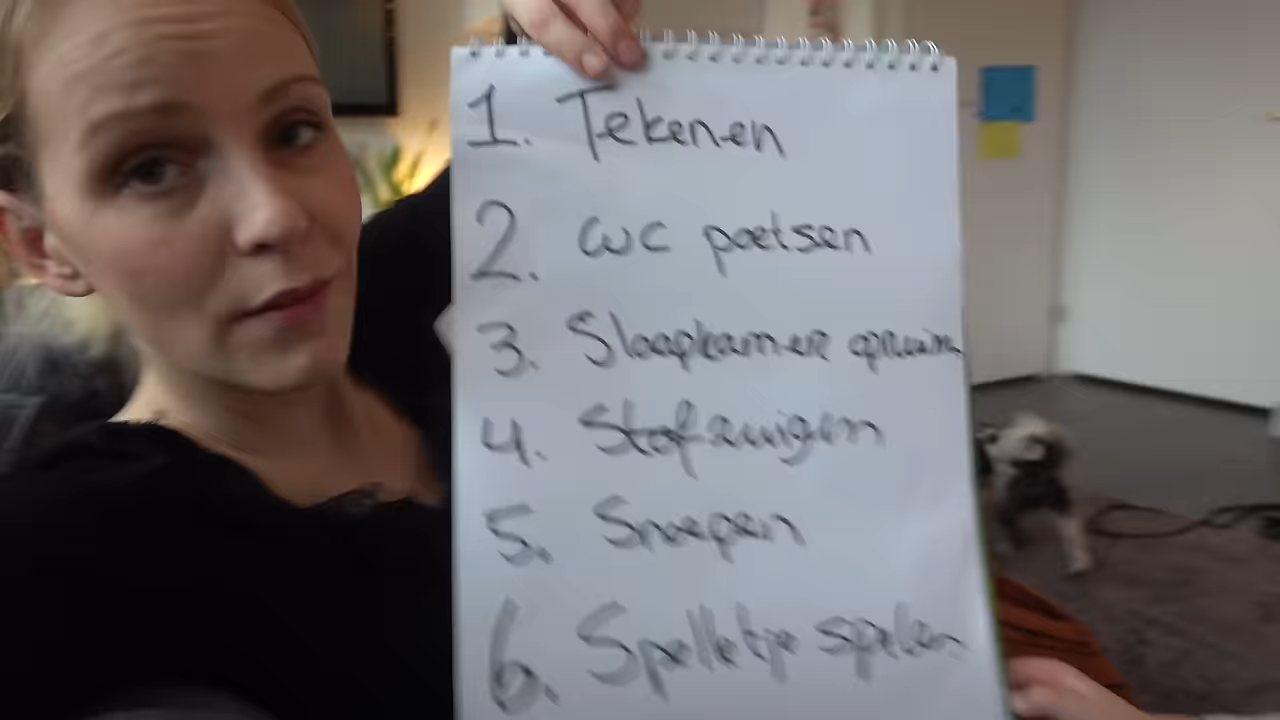 1. Tekenen
2. WC poetsen
3. Slaapkamer opruimen
4. Stofzuigen
5. Snoepen
6. Spelletje spelen